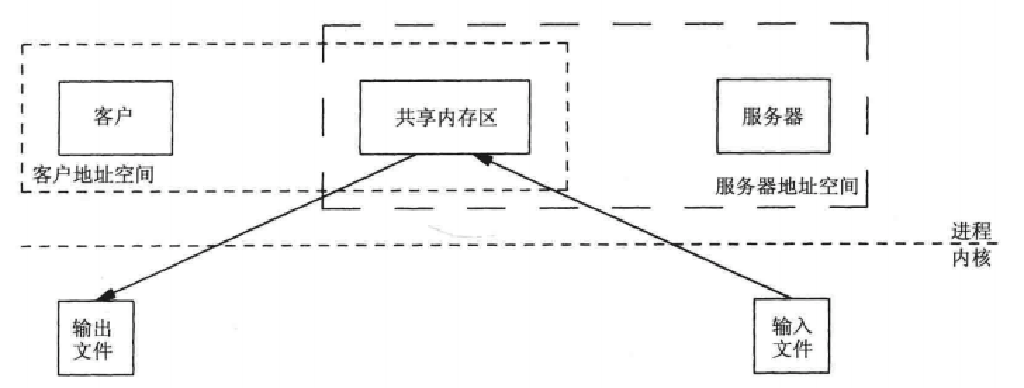 客户
共享内存区
服务器
客户地址空间
服务器地址空间
进程
内核
输出
文件
输入
文件